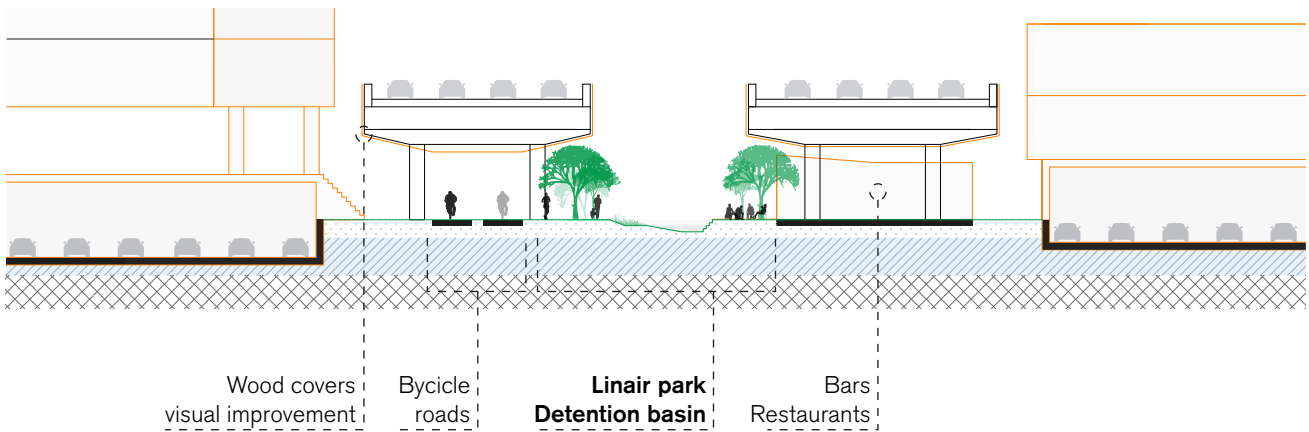 Wood covers
visual improvement
Bycicle
roads
Linair park
Detention basin
Bars
Restaurants